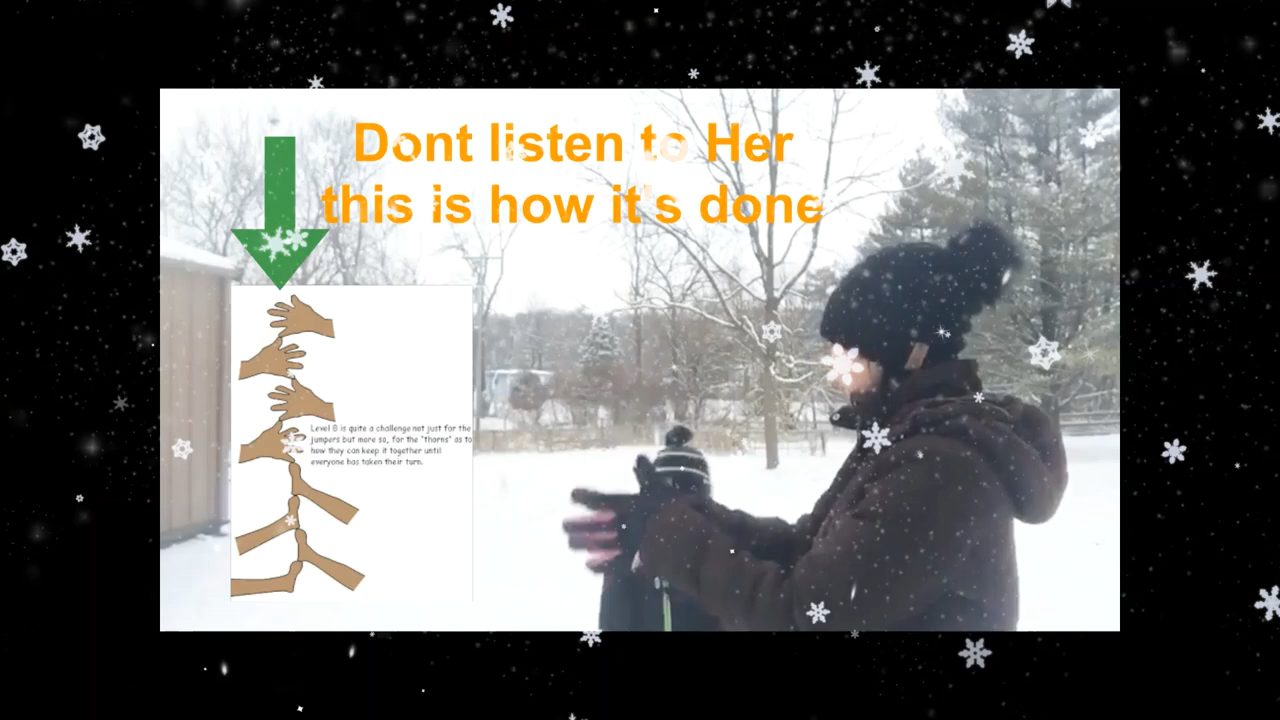 Dont listen to Her
this is how it's done
Level 8 is quite a challenge not just for the
jumpers but more so, for the "thorns" as to
how they can keep it together until
everyone has taken their turn.